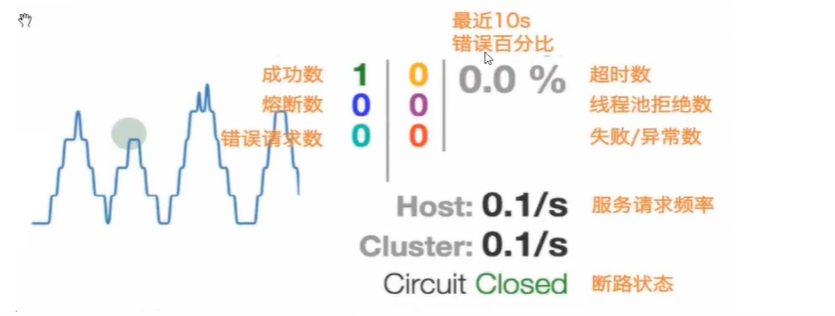 最近10s
错误百分比
成功数 1 0 0.0 % 超时数
熔断数 0 0 线程池拒绝数
错误请求数 0 0 失败/异常数
Host: 0.1/s 服务请求频率
Cluster: 0.1/s
Circuit Closed 断路状态